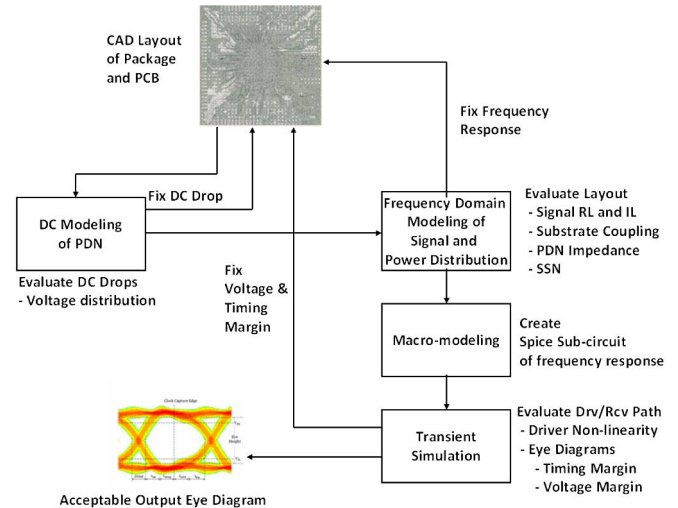 CAD Layout
of Package
and PCB
Fix Frequency
Response
Fix DC Drop
DC Modeling
of PDN
Evaluate DC Drops
- Voltage distribution
Frequency Domain
Modeling of
Signal and
Power Distribution
Evaluate Layout
- Signal RL and IL
- Substrate Coupling
- PDN Impedance
- SSN
Fix
Voltage &
Timing
Margin
Macro-modeling
Create
Spice Sub-circuit
of frequency response
Transient
Simulation
Evaluate Drv/Rcv Path
- Driver Non-linearity
- Eye Diagrams
- Timing Margin
- Voltage Margin
Clock Capture Edge
Eye
Height
Acceptable Output Eye Diagram